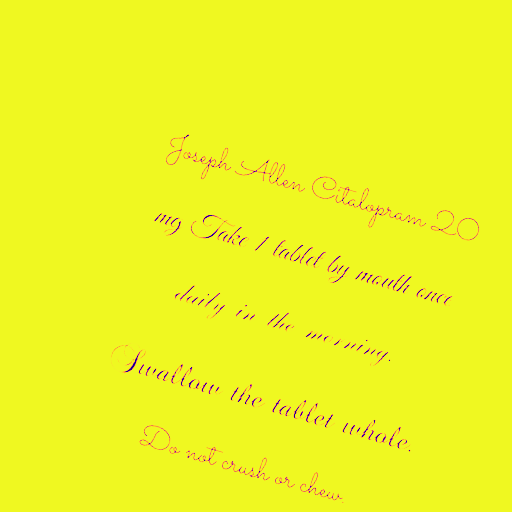 Joseph Allen Citalopram 20
mg Take 1 tablet by mouth once
daily in the morning.
Swallow the tablet whole.
Do not crush or chew.